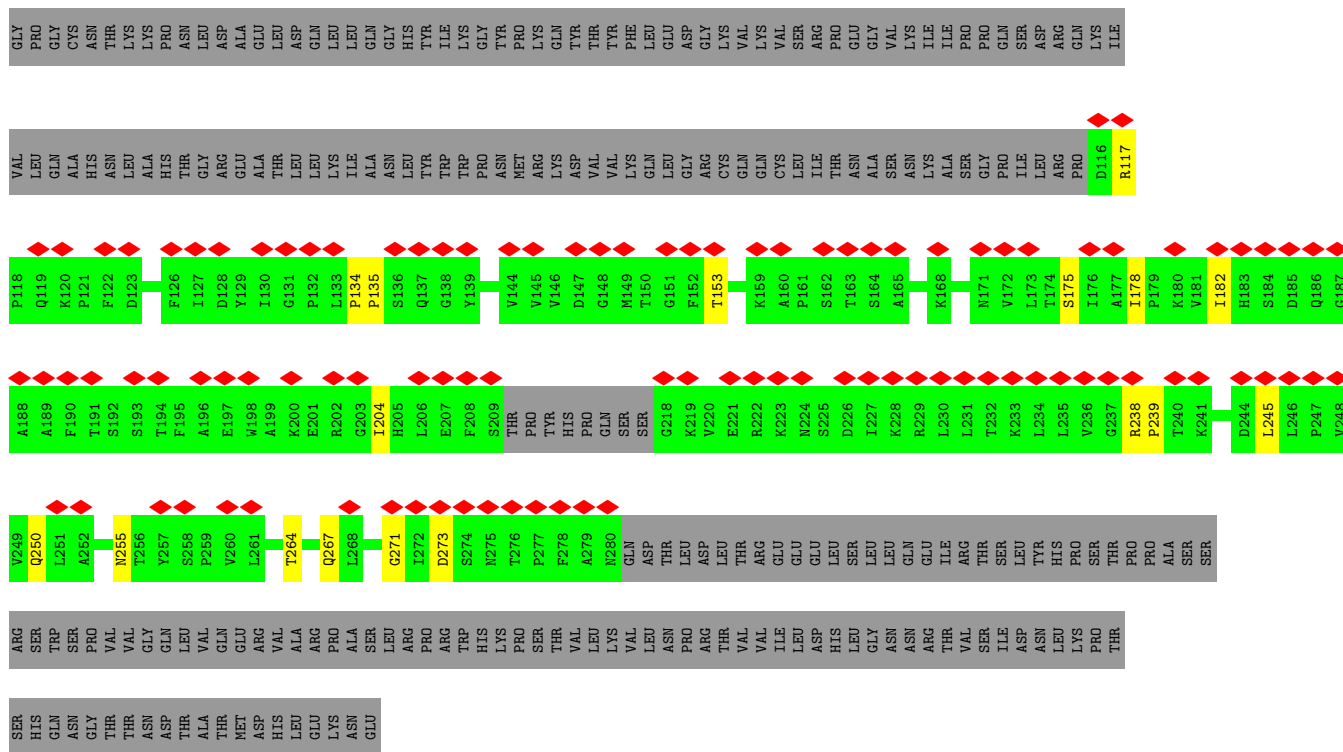 GLY PRO GLY CYS ASN THR LYS LYS PRO ASN LEU ASP ALA GLU LEU ASP GLN LEU LEU GLN GLY HIS TYR ILE LYS GLY TYR PRO LYS GLN TYR THR TYR PHE LEU GLU ASP GLY LYS VAL LYS VAL SER ARG PRO GLU GLY VAL LYS ILE ILE PRO PRO GLN SER ASP ARG GLN LYS ILE
VAL LEU GLN ALA HIS ASN LEU ALA HIS THR GLY ARG GLU ALA THR LEU LEU LYS ILE ALA ASN LEU TYR TRP TRP PRO ASN MET ARG LYS ASP VAL VAL LYS GLN LEU GLY ARG CYS GLN GLN CYS LEU ILE THR ASN ALA SER ASN LYS ALA SER GLY PRO ILE LEU ARG PRO D116 R117
P118 Q119 K120 P121 F122 D123 F126 I127 D128 Y129 I130 G131 P132 L133 P134 P135 S136 Q137 G138 Y139 V144 V145 V146 D147 G148 M149 T150 G151 F152 T153 K159 A160 P161 S162 T163 S164 A165 K168 N171 V172 L173 T174 S175 I176 A177 I178 P179 K180 V181 I182 H183 S184 D185 Q186 G187
A188 A189 F190 T191 S192 S193 T194 F195 A196 E197 W198 A199 K200 E201 R202 G203 I204 H205 L206 E207 F208 S209 THR PRO TYR HIS PRO GLN SER SER G218 K219 V220 E221 R222 K223 N224 S225 D226 I227 K228 R229 L230 L231 T232 K233 L234 L235 V236 G237 R238 P239 T240 K241 D244 L245 L246 P247 V248
V249 Q250 L251 A252 N255 T256 Y257 S258 P259 V260 L261 T264 Q267 L268 G271 I272 D273 S274 N275 T276 P277 F278 A279 N280 GLN ASP THR LEU ASP LEU THR ARG GLU GLU GLU LEU SER LEU LEU GLN GLU ILE ARG THR SER LEU TYR HIS PRO SER THR PRO PRO ALA SER SER
ARG SER TRP SER PRO VAL VAL GLY GLN LEU VAL GLN GLU ARG VAL ALA ARG PRO ALA SER LEU ARG PRO ARG TRP HIS LYS PRO SER THR VAL LEU LYS VAL LEU ASN PRO ARG THR VAL VAL ILE LEU ASP HIS LEU GLY ASN ASN ARG THR VAL SER ILE ASP ASN LEU LYS PRO THR
SER HIS GLN ASN GLY THR THR ASN ASP THR ALA THR MET ASP HIS LEU GLU LYS ASN GLU